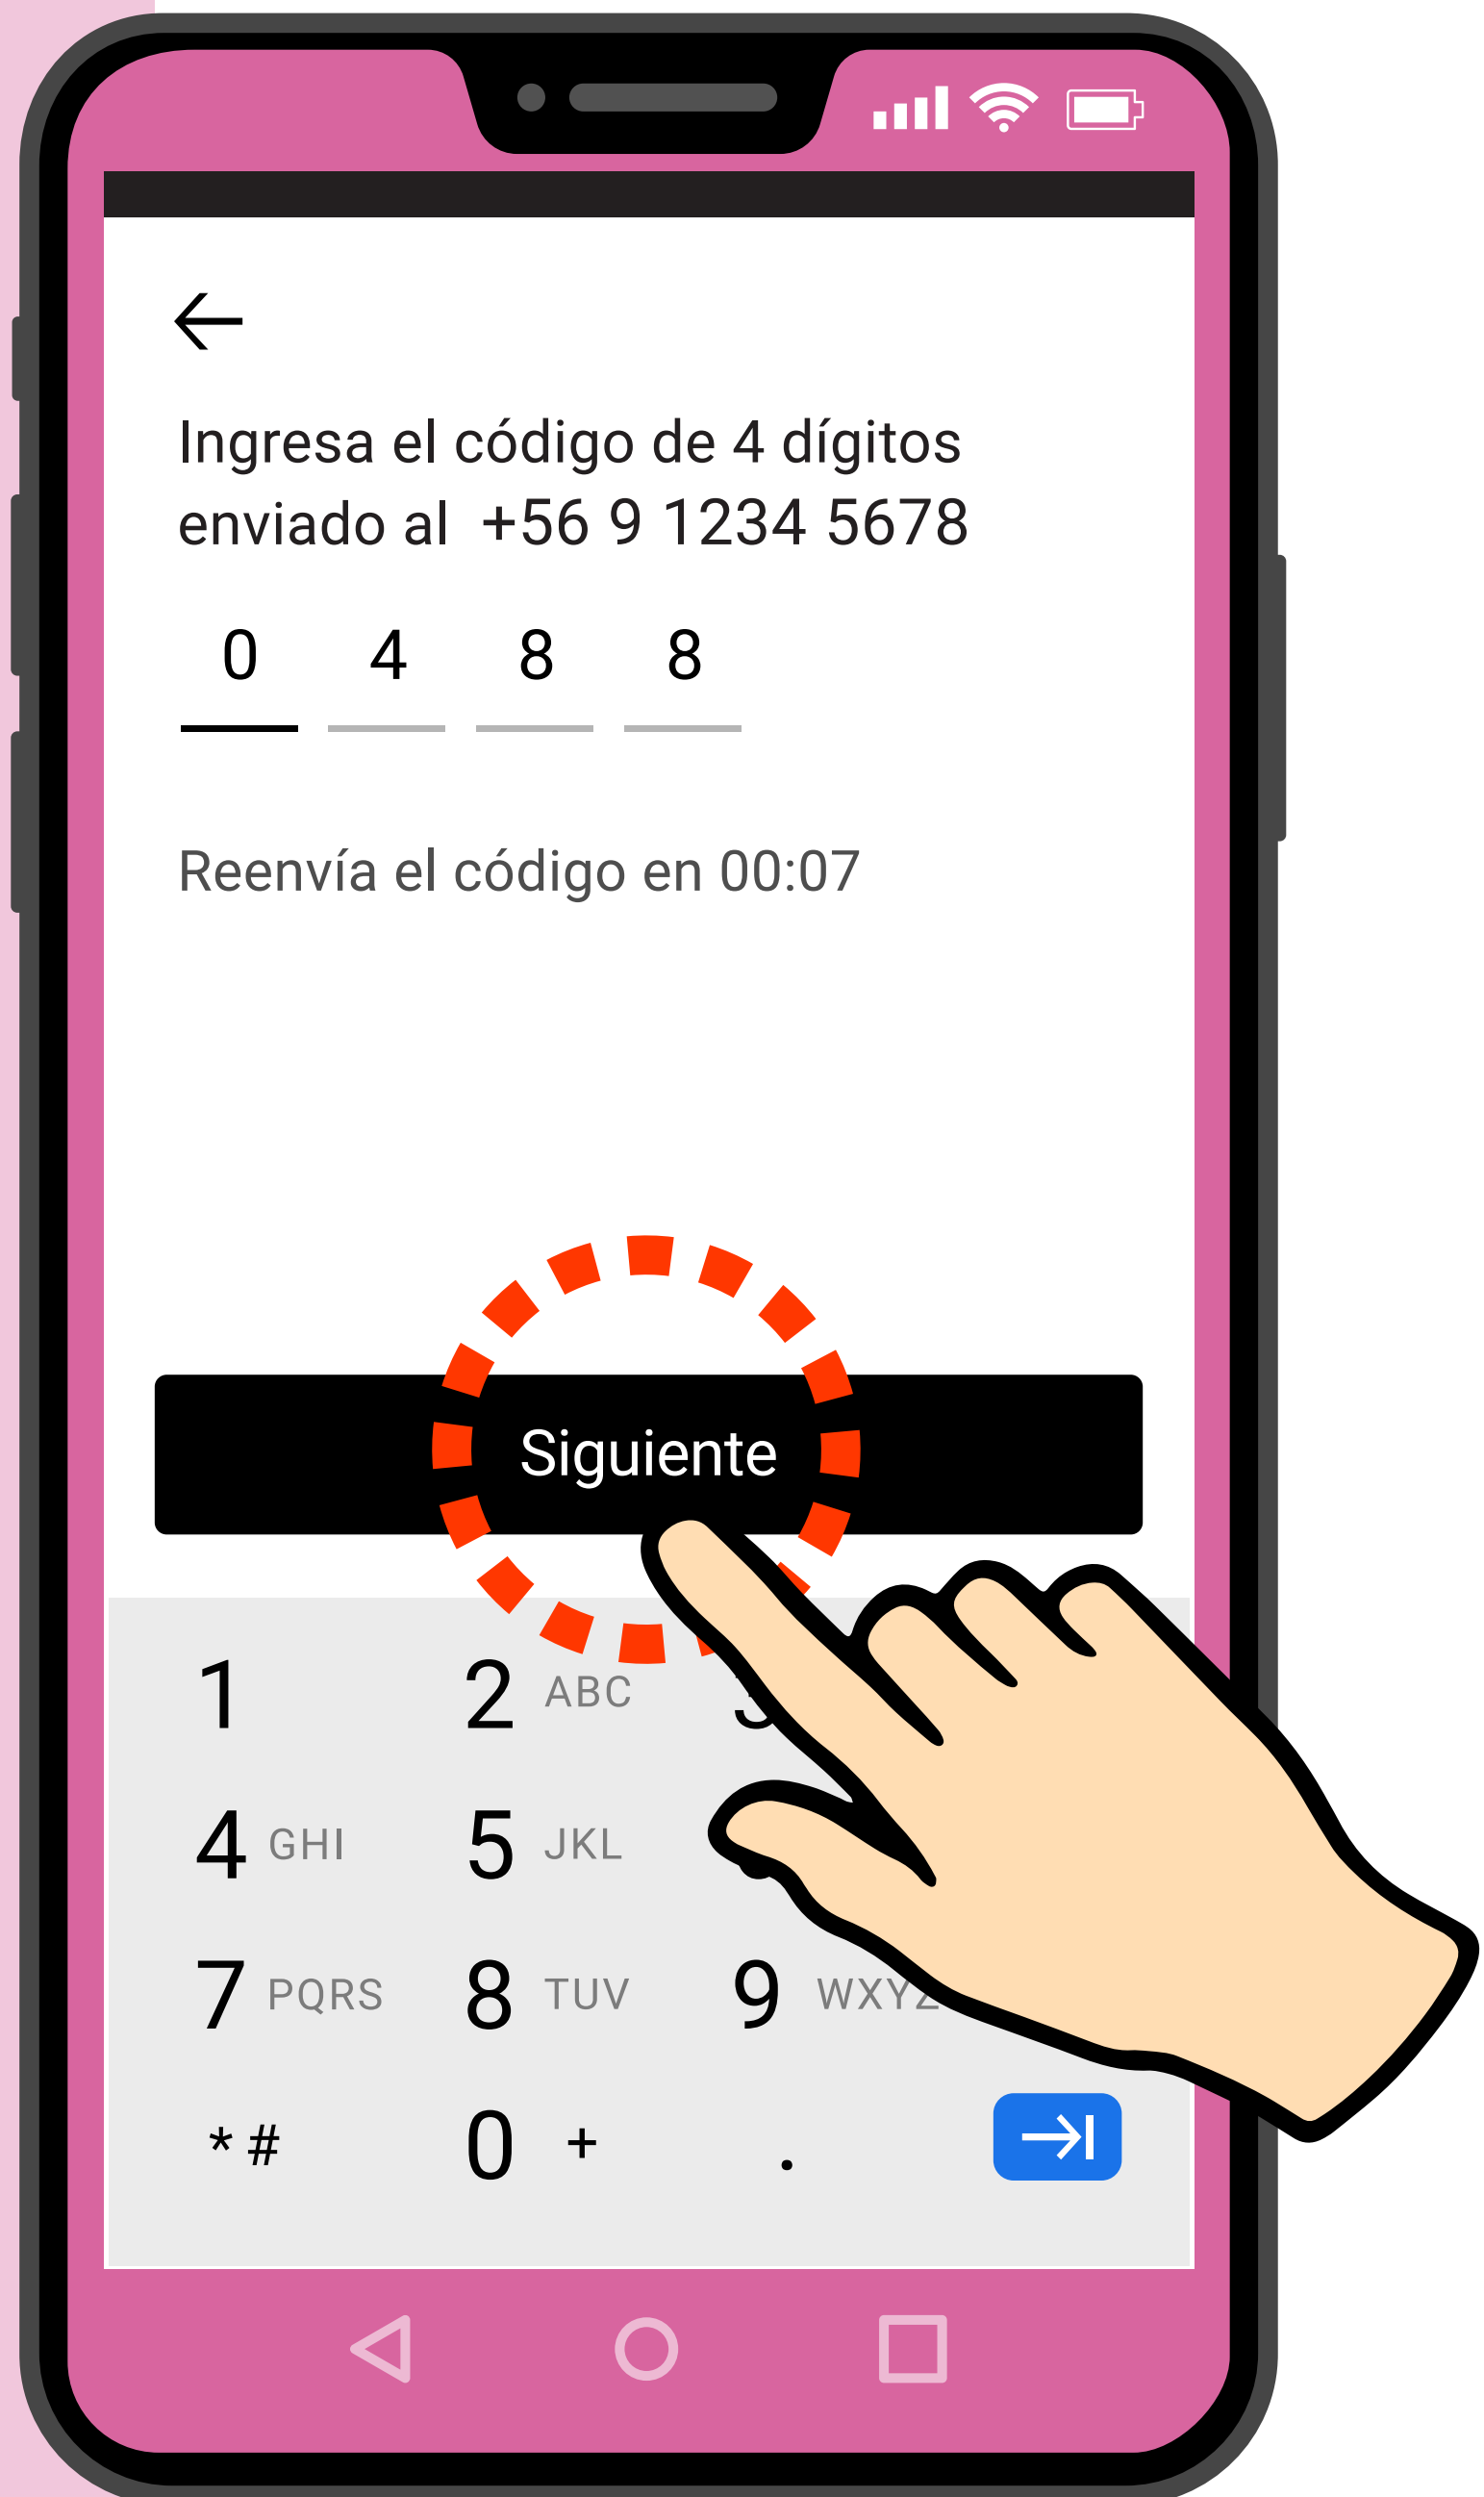 Ingresa el código de 4 dígitos
enviado al +56 9 1234 5678
0 4 8 8
Reenvía el código en 00:07
Siguiente
1 2 ABC
4 GHI 5 JKL
7 PQRS 8 TUV 9 WXYZ
*# 0 + .